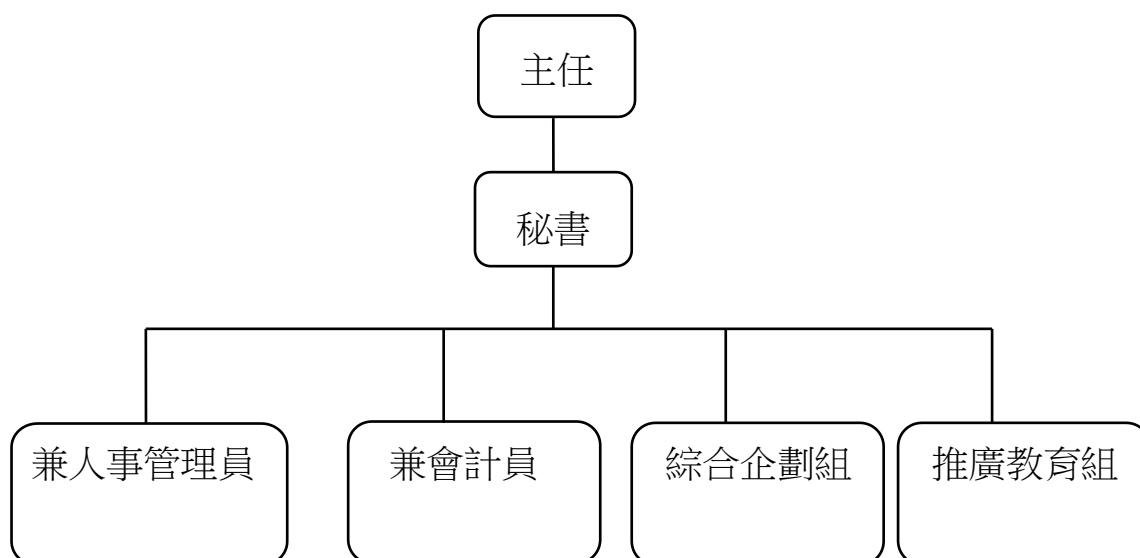 主任
秘書
兼人事管理員
兼會計員
綜合企劃組
推廣教育組